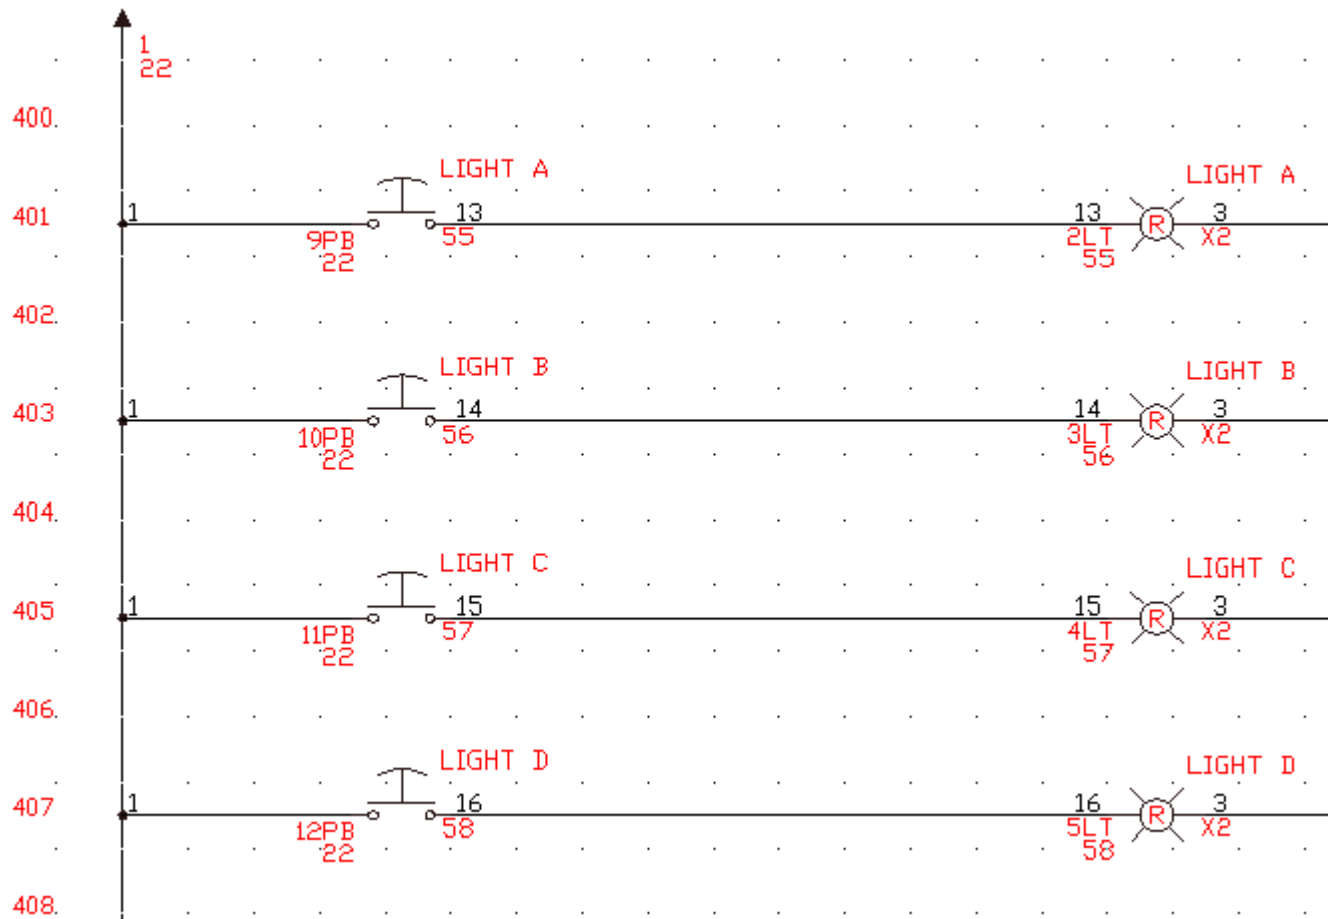 1
22
400
LIGHT A LIGHT A
401 1 13 13 3
9PB 55 2LT X2
22 55
402
LIGHT B LIGHT B
403 1 14 14 3
10PB 56 3LT X2
22 56
404
LIGHT C LIGHT C
405 1 15 15 3
11PB 57 4LT X2
22 57
406
LIGHT D LIGHT D
407 1 16 16 3
12PB 58 5LT X2
22 58
408
R
R
R
R